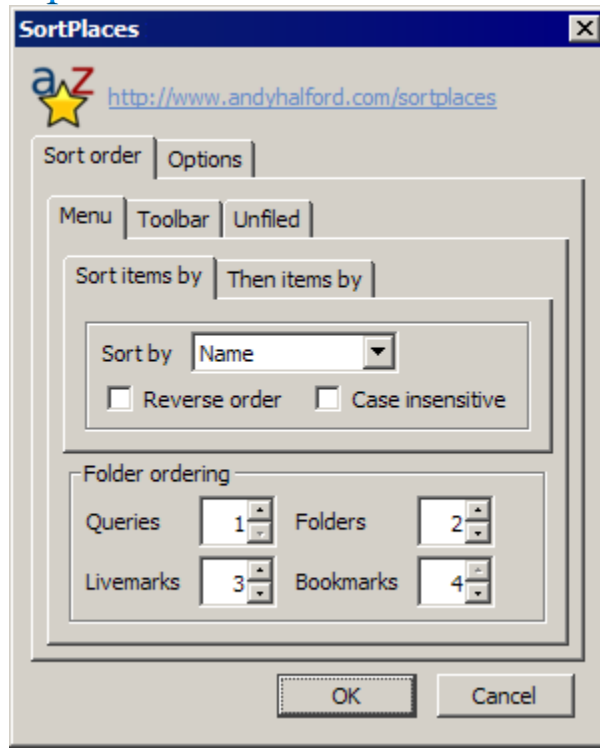 SortPlaces
http://www.andyhalford.com/sortplaces
Sort order Options
Menu Toolbar Unfiled
Sort items by Then items by
Sort by Name
Reverse order Case insensitive
Folder ordering
Queries 1 Folders 2
Livemarks 3 Bookmarks 4
OK Cancel